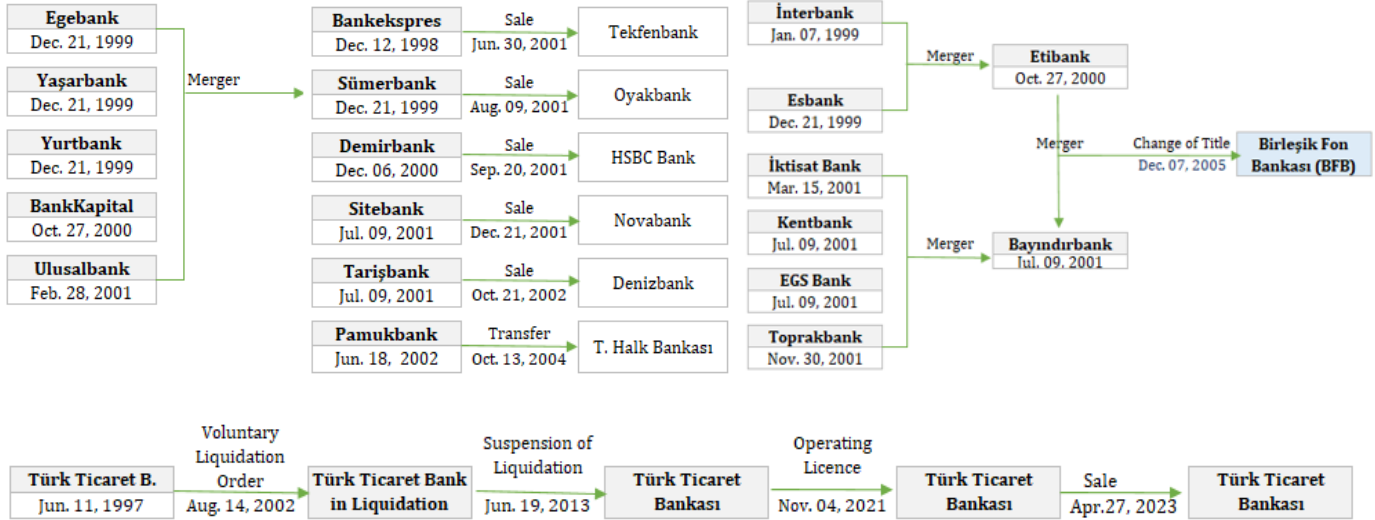 Egebank
Dec. 21, 1999
Yaşarbank
Dec. 21, 1999
Yurtbank
Dec. 21, 1999
BankKapital
Oct. 27, 2000
Ulusalbank
Feb. 28, 2001
Merger
Bankekspres
Dec. 12, 1998
Sale
Jun. 30, 2001
Tekfenbank
Sümerbank
Dec. 21, 1999
Sale
Aug. 09, 2001
Oyakbank
Demirbank
Dec. 06, 2000
Sale
Sep. 20, 2001
HSBC Bank
Sitebank
Jul. 09, 2001
Sale
Dec. 21, 2001
Novabank
Tarişbank
Jul. 09, 2001
Sale
Oct. 21, 2002
Denizbank
Pamukbank
Jun. 18, 2002
Transfer
Oct. 13, 2004
T. Halk Bankası
İnterbank
Jan. 07, 1999
Esbank
Dec. 21, 1999
Merger
Etibank
Oct. 27, 2000
İktisat Bank
Mar. 15, 2001
Kentbank
Jul. 09, 2001
EGS Bank
Jul. 09, 2001
Toprakbank
Nov. 30, 2001
Merger
Bayındırbank
Jul. 09, 2001
Merger
Change of Title
Dec. 07, 2005
Birleşik Fon
Bankası (BFB)
Türk Ticaret B.
Jun. 11, 1997
Voluntary
Liquidation
Order
Aug. 14, 2002
Türk Ticaret Bank
in Liquidation
Suspension of
Liquidation
Jun. 19, 2013
Türk Ticaret
Bankası
Operating
Licence
Nov. 04, 2021
Türk Ticaret
Bankası
Sale
Apr.27, 2023
Türk Ticaret
Bankası